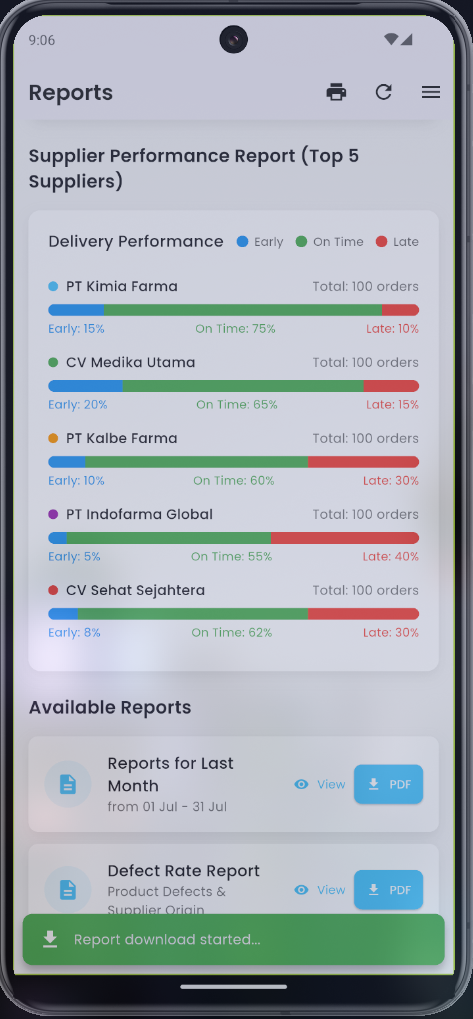 9:06
Reports
Supplier Performance Report (Top 5
Suppliers)
Delivery Performance Early On Time Late
PT Kimia Farma Total: 100 orders
Early: 15% On Time: 75% Late: 10%
CV Medika Utama Total: 100 orders
Early: 20% On Time: 65% Late: 15%
PT Kalbe Farma Total: 100 orders
Early: 10% On Time: 60% Late: 30%
PT Indofarma Global Total: 100 orders
Early: 5% On Time: 55% Late: 40%
CV Sehat Sejahtera Total: 100 orders
Early: 8% On Time: 62% Late: 30%
Available Reports
Reports for Last
Month
from 01 Jul - 31 Jul
View PDF
Defect Rate Report
Product Defects &
Supplier Origin
View PDF
Report download started...